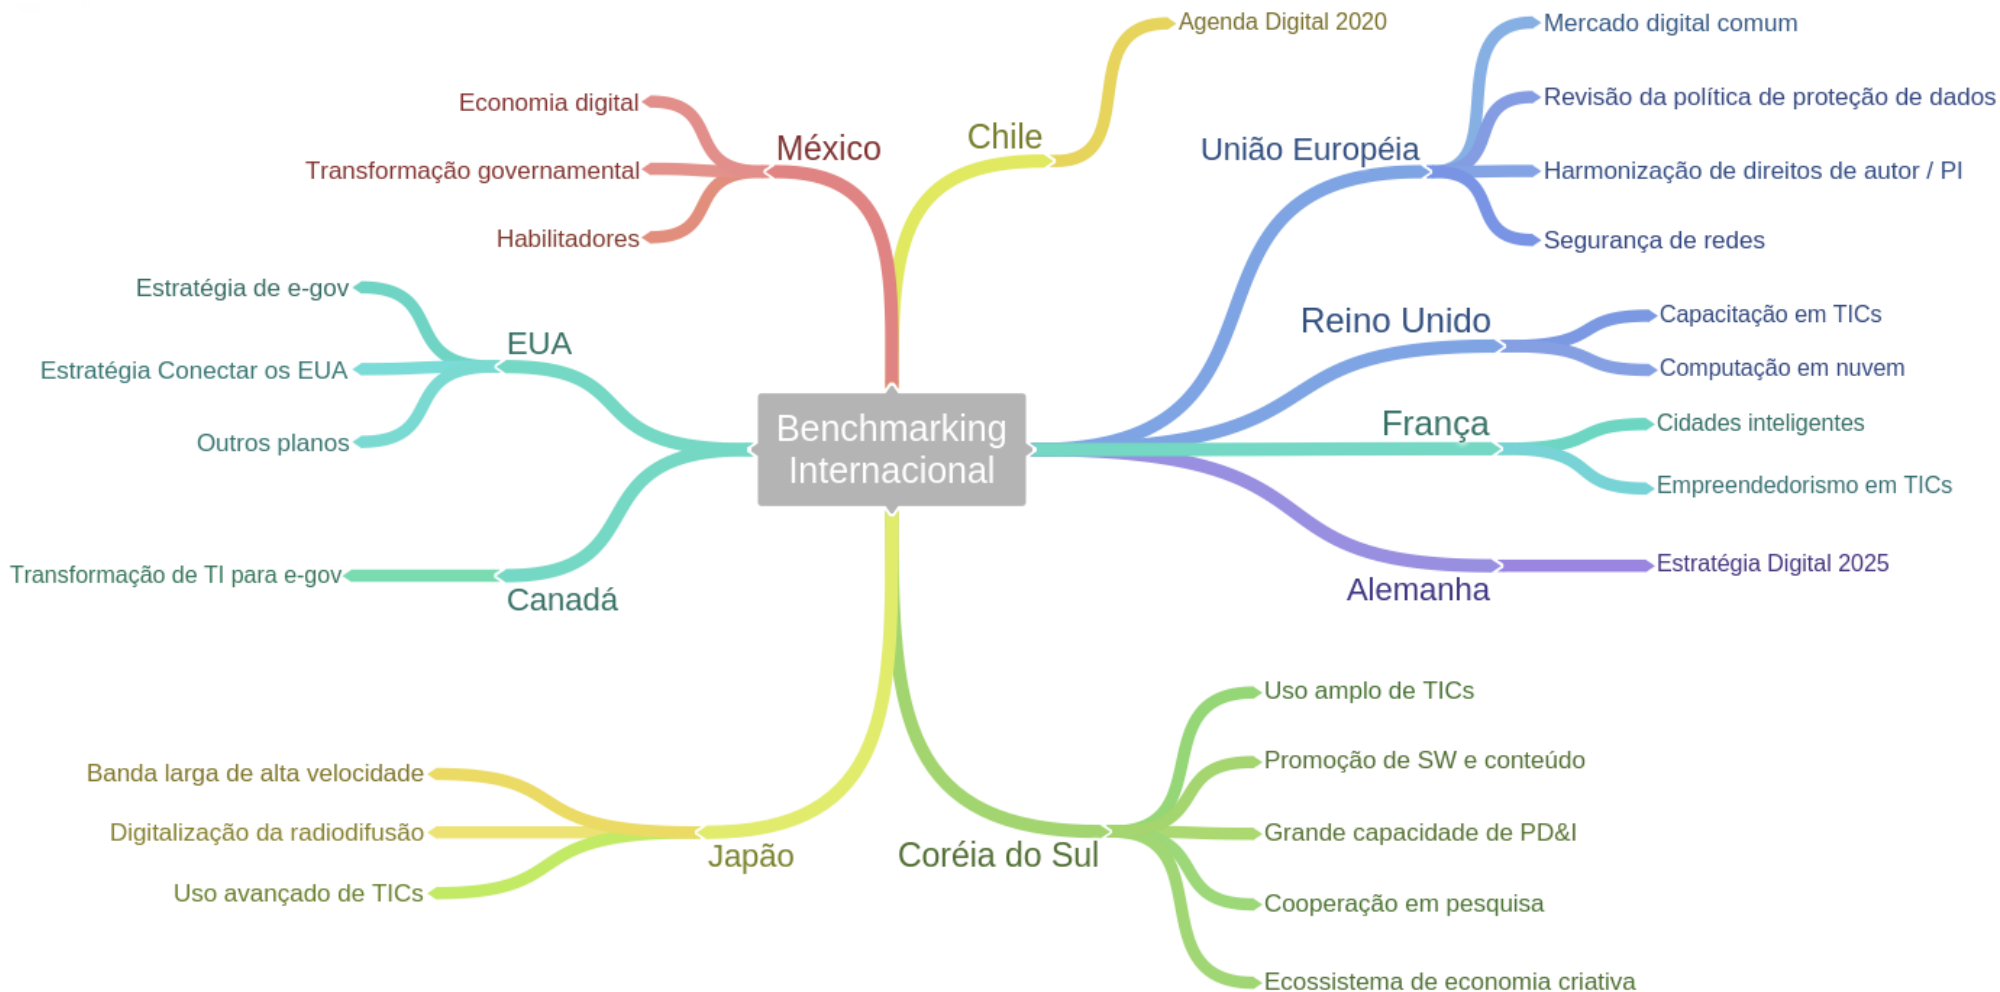 Benchmarking
Internacional
México
Economia digital
Transformação governamental
Habilitadores
Chile
Agenda Digital 2020
União Européia
Mercado digital comum
Revisão da política de proteção de dados
Harmonização de direitos de autor / PI
Segurança de redes
Reino Unido
Capacitação em TICs
Computação em nuvem
França
Cidades inteligentes
Empreendedorismo em TICs
Alemanha
Estratégia Digital 2025
Coréia do Sul
Uso amplo de TICs
Promoção de SW e conteúdo
Grande capacidade de PD&I
Cooperação em pesquisa
Ecossistema de economia criativa
Japão
Banda larga de alta velocidade
Digitalização da radiodifusão
Uso avançado de TICs
Canadá
Transformação de TI para e-gov
EUA
Estratégia de e-gov
Estratégia Conectar os EUA
Outros planos